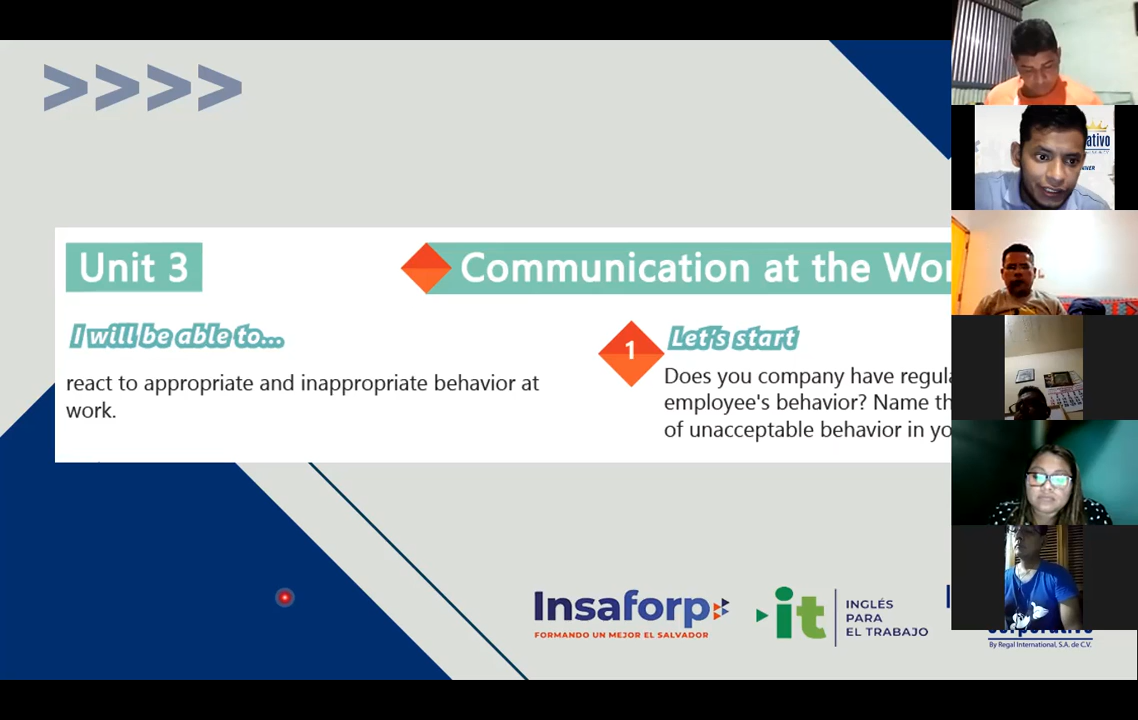 >>>>
Unit 3
Communication at the Wor
I will be able to...
react to appropriate and inappropriate behavior at
work.
1
Let's start
Does you company have regula
employee's behavior? Name th
of unacceptable behavior in yo
Insaforp
FORMANDO UN MEJOR EL SALVADOR
it
INGLÉS
PARA
EL TRABAJO
By Regal International, S.A. de C.V.
ativo